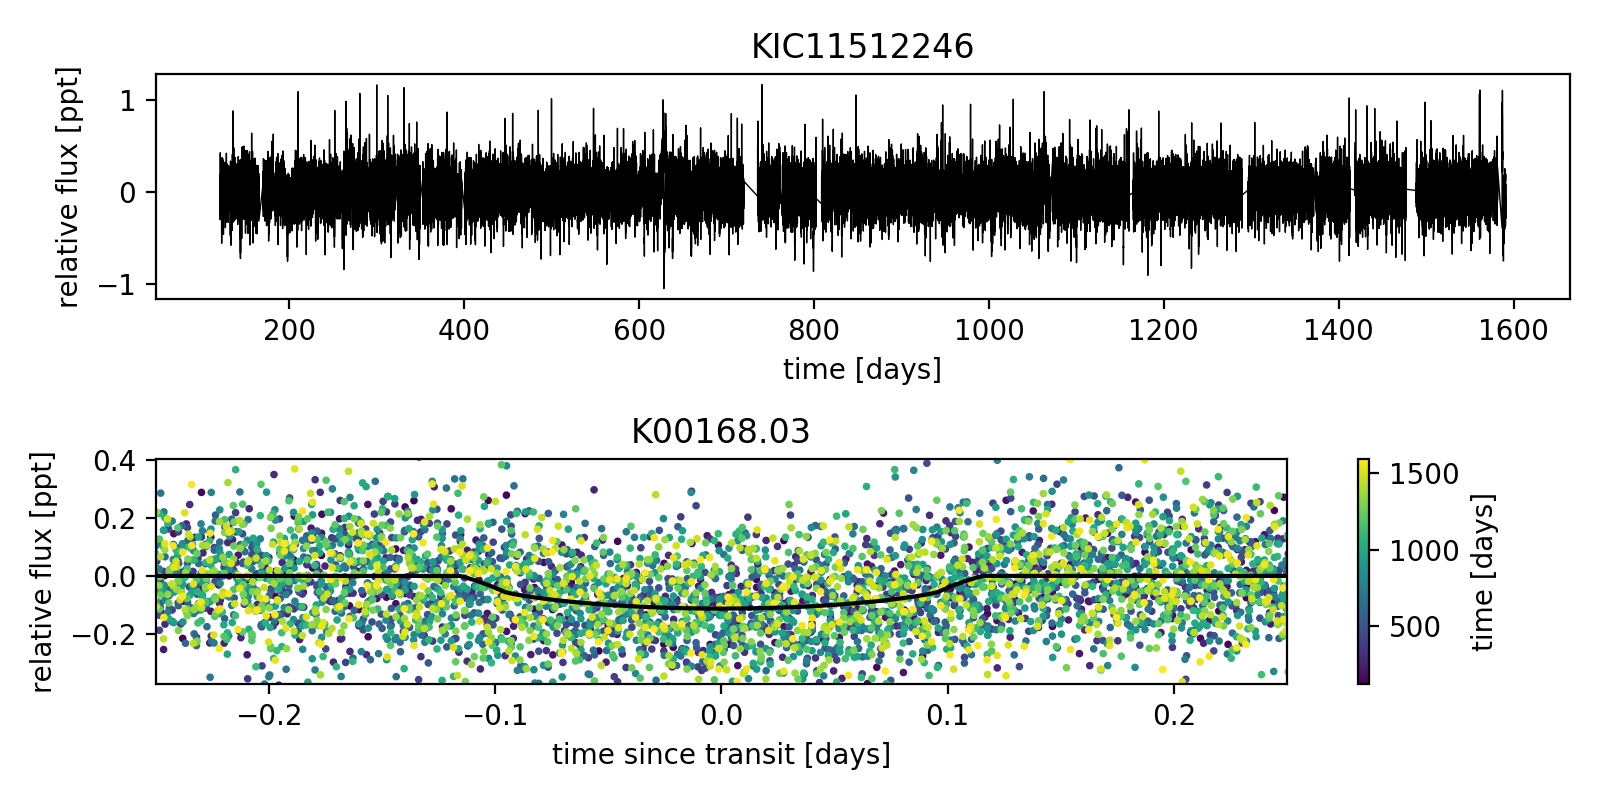 KIC11512246
relative flux [ppt]
1
0
−1
200 400 600 800 1000 1200 1400 1600
time [days]
K00168.03
relative flux [ppt]
0.4
0.2
0.0
−0.2
−0.2 −0.1 0.0 0.1 0.2
time since transit [days]
1500
1000
500
time [days]